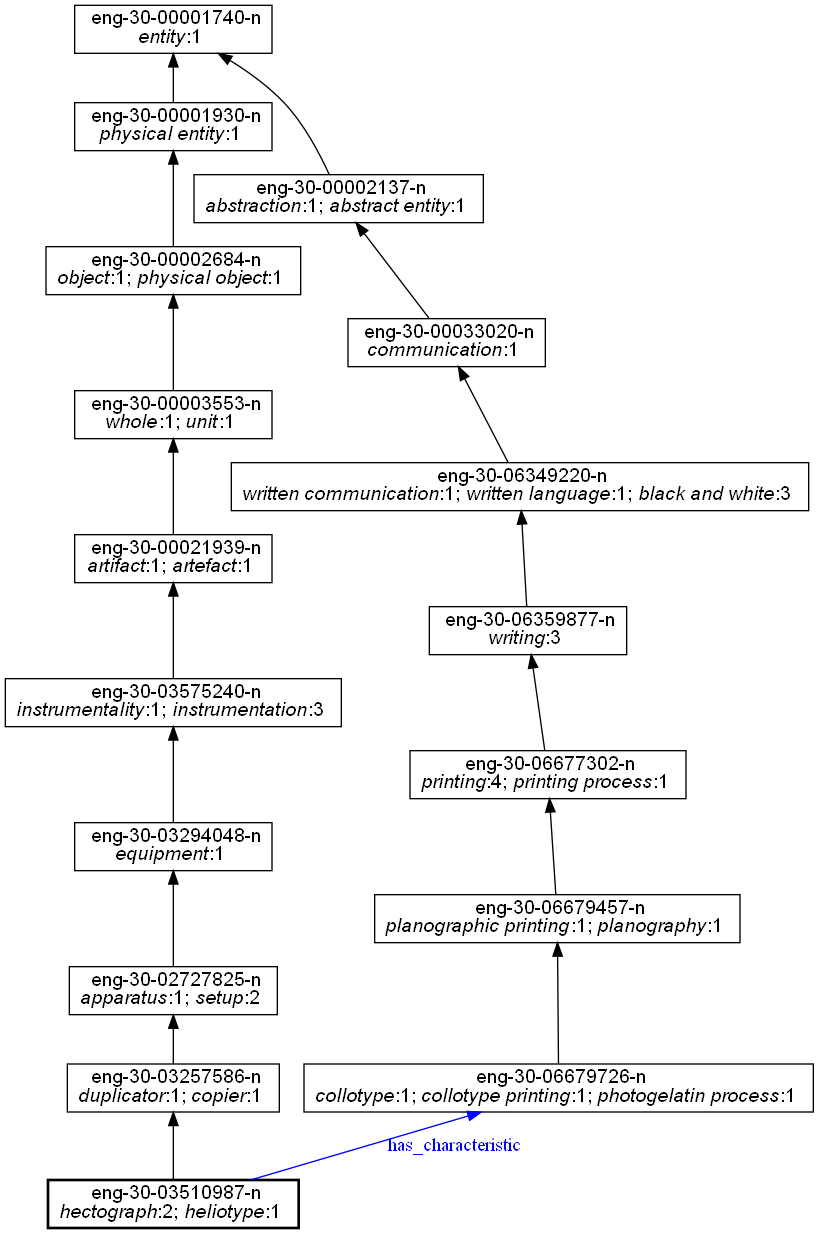 eng-30-00001740-n
entity:1
eng-30-00001930-n
physical entity:1
eng-30-00002137-n
abstraction:1; abstract entity:1
eng-30-00002684-n
object:1; physical object:1
eng-30-00033020-n
communication:1
eng-30-00003553-n
whole:1; unit:1
eng-30-06349220-n
written communication:1; written language:1; black and white:3
eng-30-00021939-n
artifact:1; artefact:1
eng-30-06359877-n
writing:3
eng-30-03575240-n
instrumentality:1; instrumentation:3
eng-30-06677302-n
printing:4; printing process:1
eng-30-03294048-n
equipment:1
eng-30-06679457-n
planographic printing:1; planography:1
eng-30-02727825-n
apparatus:1; setup:2
eng-30-03257586-n
duplicator:1; copier:1
eng-30-06679726-n
collotype:1; collotype printing:1; photogelatin process:1
has_characteristic
eng-30-03510987-n
hectograph:2; heliotype:1